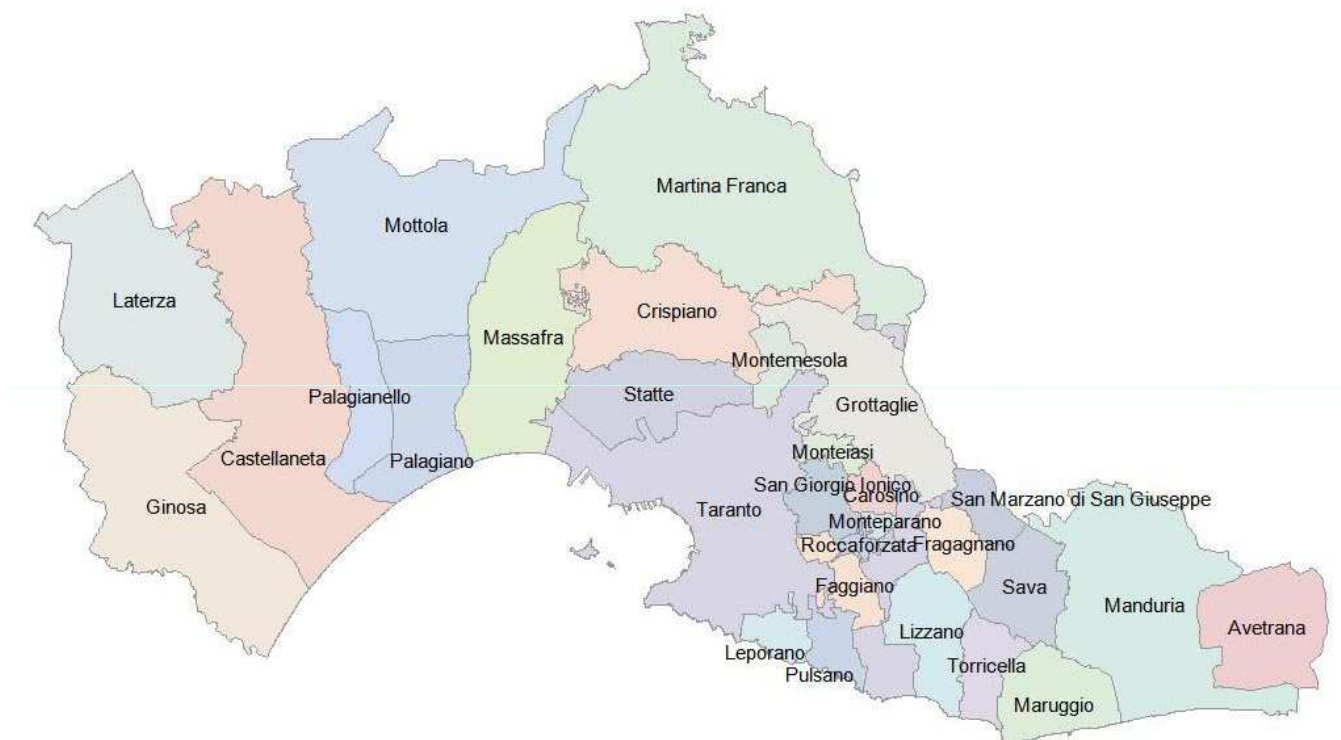 Martina Franca
Mottola
Laterza
Crispiano
Massafra
Montemesola
Statte
Palagianello
Grottaglie
Monteiasi
Castellaneta
Palagiano
San Giorgio Ionico
Carosino
San Marzano di San Giuseppe
Ginosa
Taranto
Monteparano
Roccaforzata
Fragagnano
Faggiano
Sava
Manduria
Avetrana
Lizzano
Leporano
Torricella
Pulsano
Maruggio